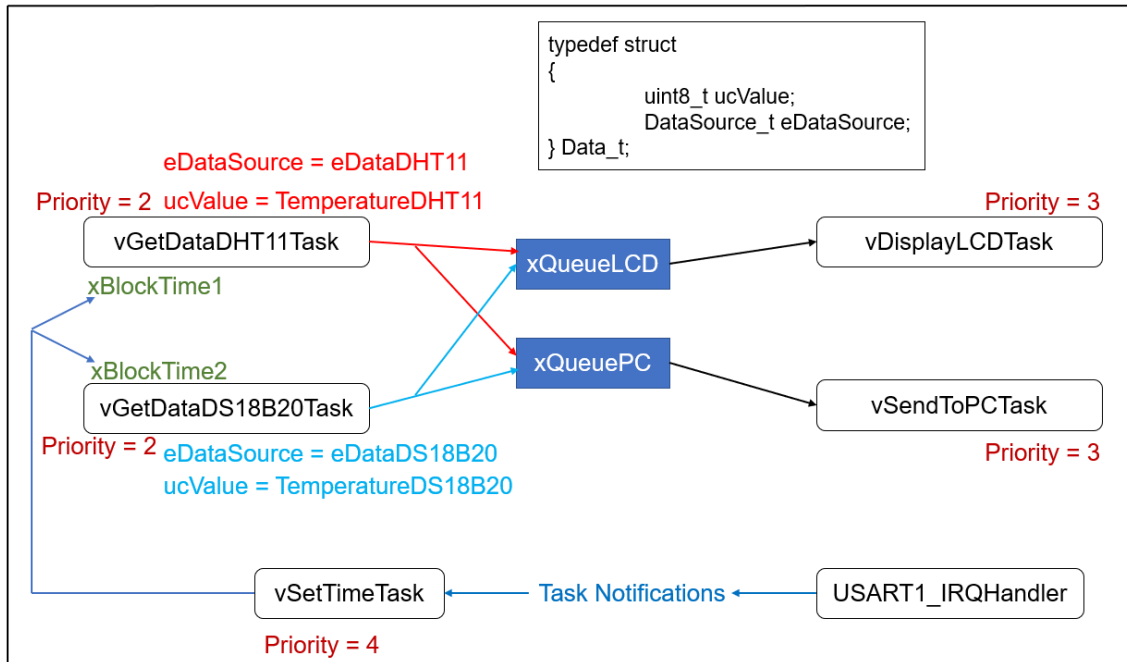 typedef struct
{
uint8_t ucValue;
DataSource_t eDataSource;
} Data_t;
eDataSource = eDataDHT11
Priority = 2
ucValue = TemperatureDHT11
Priority = 3
vGetDataDHT11Task
xQueueLCD
vDisplayLCDTask
xBlockTime1
xQueuePC
xBlockTime2
vGetDataDS18B20Task
vSendToPCTask
Priority = 2
eDataSource = eDataDS18B20
Priority = 3
ucValue = TemperatureDS18B20
vSetTimeTask
Task Notifications
USART1_IRQHandler
Priority = 4